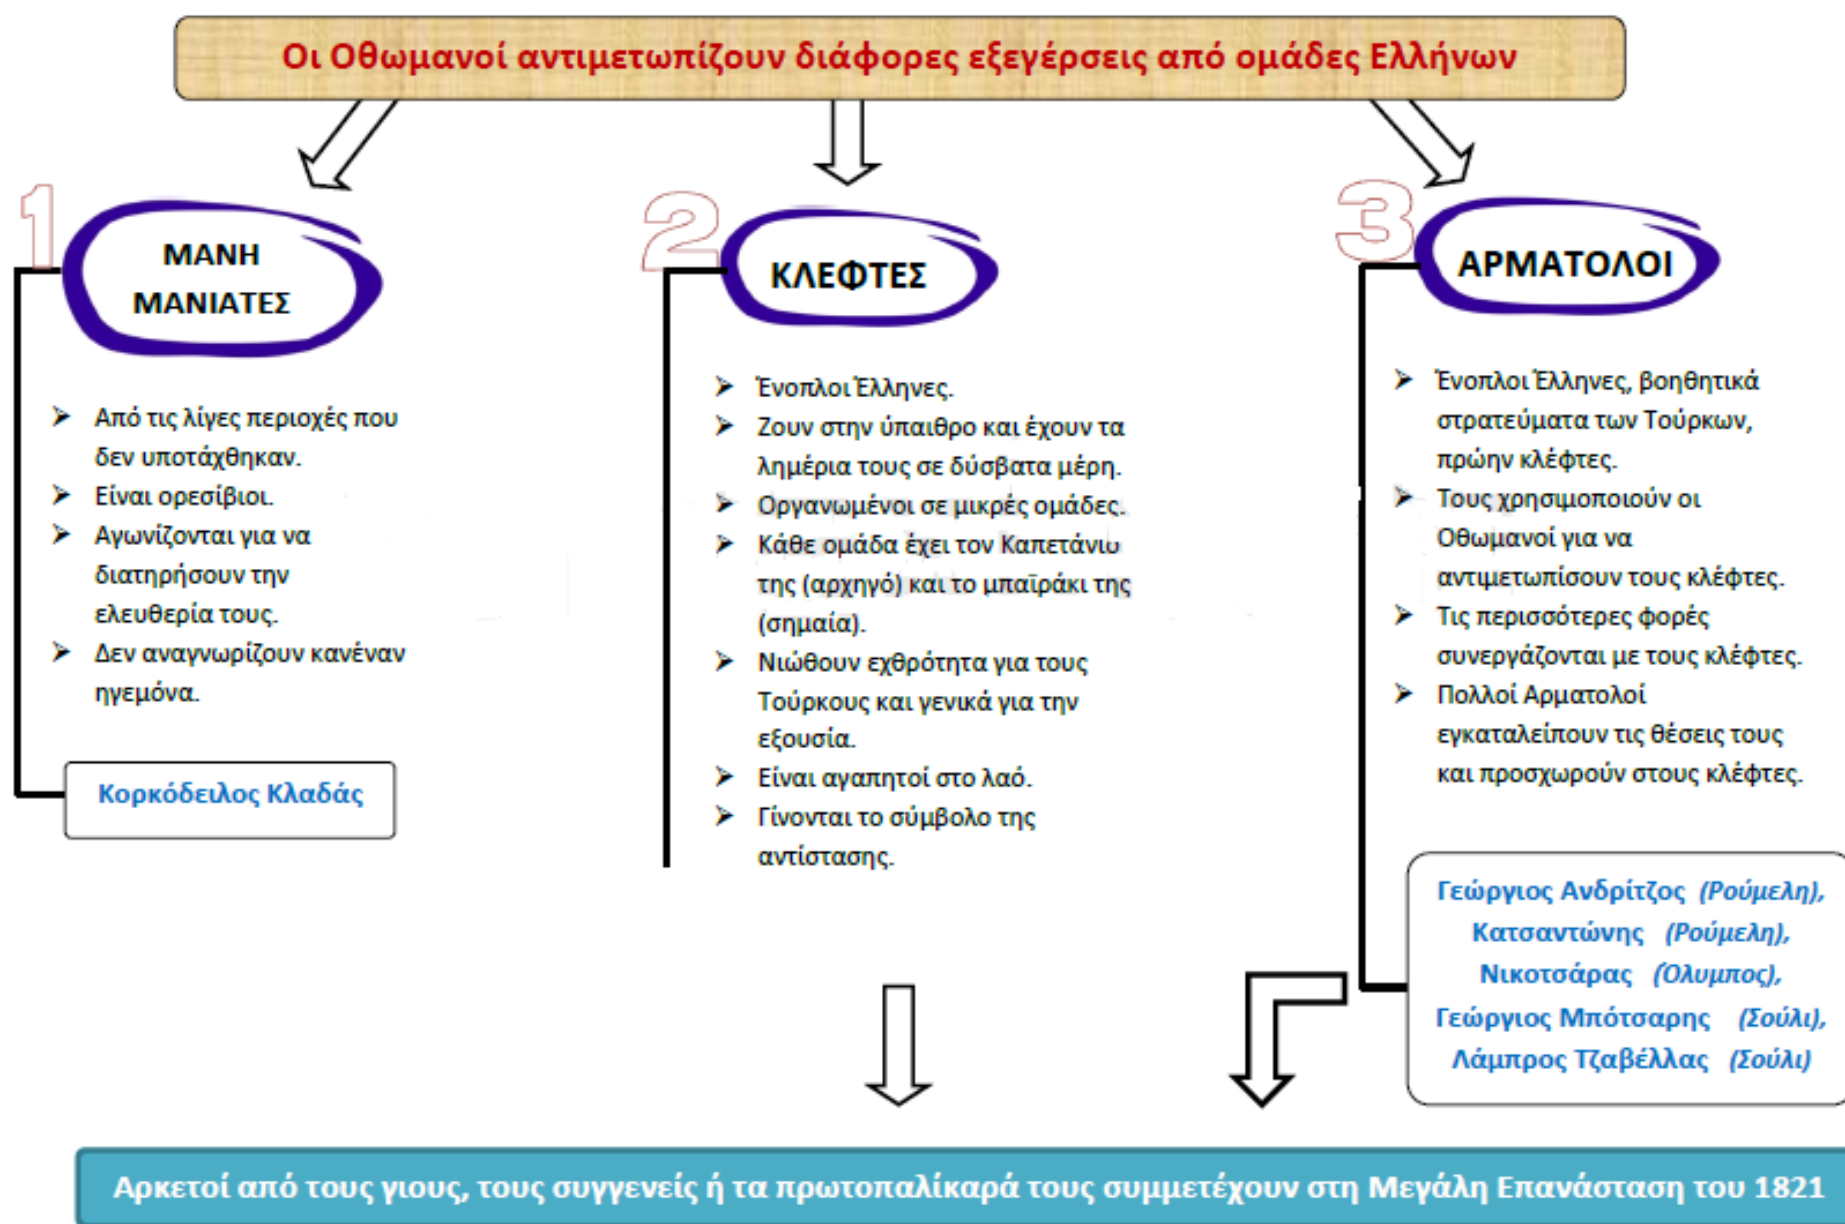 Οι Οθωμανοί αντιμετωπίζουν διάφορες εξεγέρσεις από ομάδες Ελλήνων
1
ΜΑΝΗ
ΜΑΝΙΑΤΕΣ
➢ Από τις λίγες περιοχές που
δεν υποτάχθηκαν.
➢ Είναι ορεσίβιοι.
➢ Αγωνίζονται για να
διατηρήσουν την
ελευθερία τους.
➢ Δεν αναγνωρίζουν κανέναν
ηγεμόνα.
Κορκόδειλος Κλαδάς
2
ΚΛΕΦΤΕΣ
➢ Ένοπλοι Έλληνες.
➢ Ζουν στην ύπαιθρο και έχουν τα
λημέρια τους σε δύσβατα μέρη.
➢ Οργανωμένοι σε μικρές ομάδες.
➢ Κάθε ομάδα έχει τον Καπετάνιο
της (αρχηγό) και το μπαϊράκι της
(σημαία).
➢ Νιώθουν εχθρότητα για τους
Τούρκους και γενικά για την
εξουσία.
➢ Είναι αγαπητοί στο λαό.
➢ Γίνονται το σύμβολο της
αντίστασης.
3
ΑΡΜΑΤΟΛΟΙ
➢ Ένοπλοι Έλληνες, βοηθητικά
στρατεύματα των Τούρκων,
πρώην κλέφτες.
➢ Τους χρησιμοποιούν οι
Οθωμανοί για να
αντιμετωπίσουν τους κλέφτες.
➢ Τις περισσότερες φορές
συνεργάζονται με τους κλέφτες.
➢ Πολλοί Αρματολοί
εγκαταλείπουν τις θέσεις τους
και προσχωρούν στους κλέφτες.
Γεώργιος Ανδρίτζος (Ρούμελη),
Κατσαντώνης (Ρούμελη),
Νικοτσάρας (Όλυμπος),
Γεώργιος Μπότσαρης (Σούλι),
Λάμπρος Τζαβέλλας (Σούλι)
Αρκετοί από τους γιους, τους συγγενείς ή τα πρωτοπαλίκαρά τους συμμετέχουν στη Μεγάλη Επανάσταση του 1821